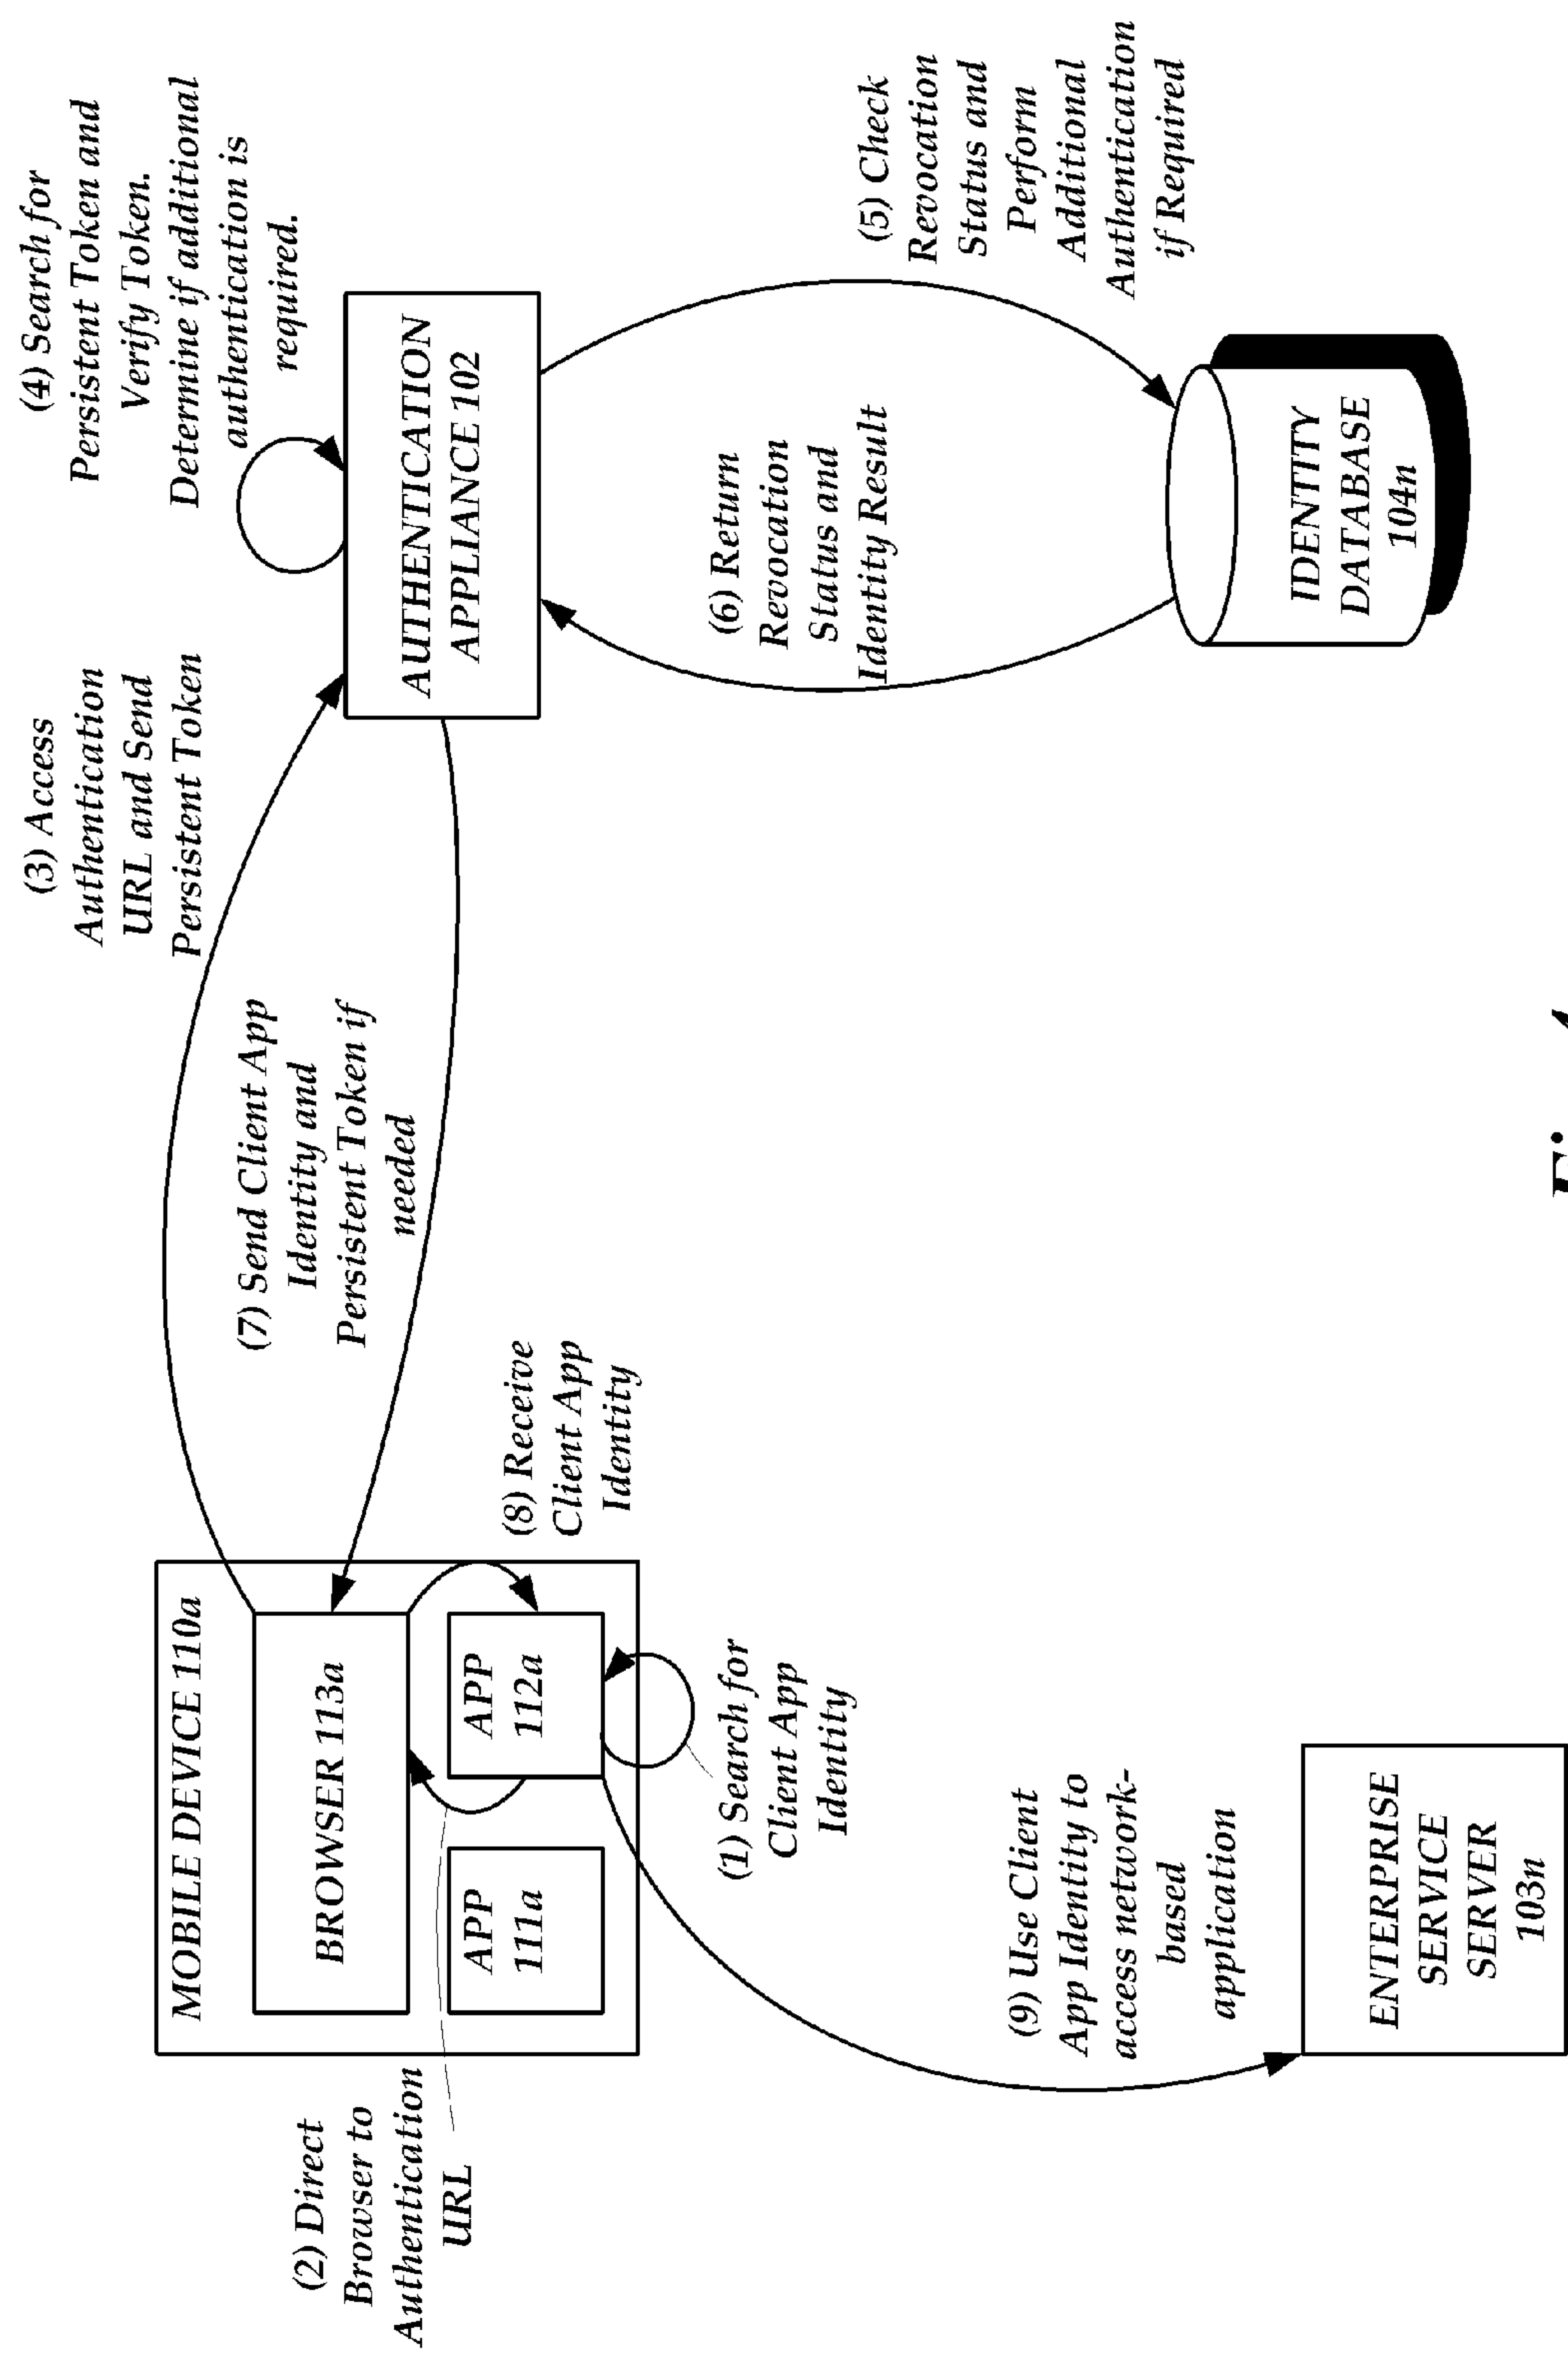 (3) Access
Authentication
URL and Send
Persistent Token
(4) Search for
Persistent Token and
Verify Token.
Determine if additional
authentication is
required.
MOBILE DEVICE 110a
BROWSER 113a
APP
111a
APP
112a
(2) Direct
Browser to
Authentication
URL
(7) Send Client App
Identity and
Persistent Token if
needed
(8) Receive
Client App
Identity
AUTHENTICATION
APPLIANCE 102
(1) Search for
Client App
Identity
(6) Return
Revocation
Status and
Identity Result
(5) Check
Revocation
Status and
Perform
Additional
Authentication
if Required
(9) Use Client
App Identity to
access network-
based
application
ENTERPRISE
SERVICE
SERVER
103n
IDENTITY
DATABASE
104n